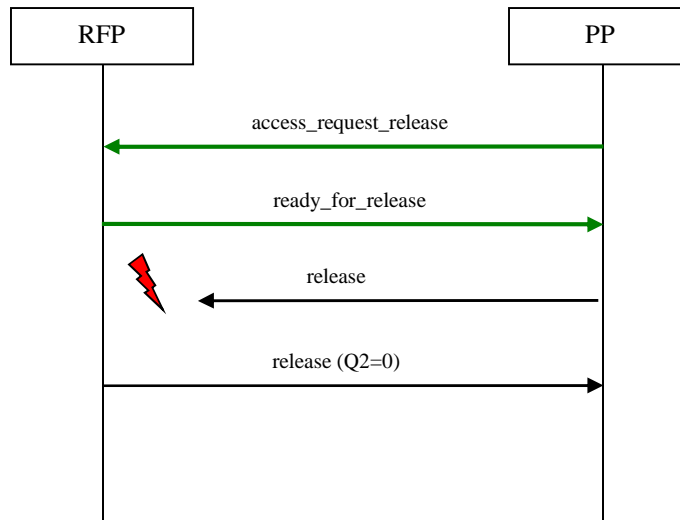 RFP
PP
access_request_release
ready_for_release
release
release (Q2=0)